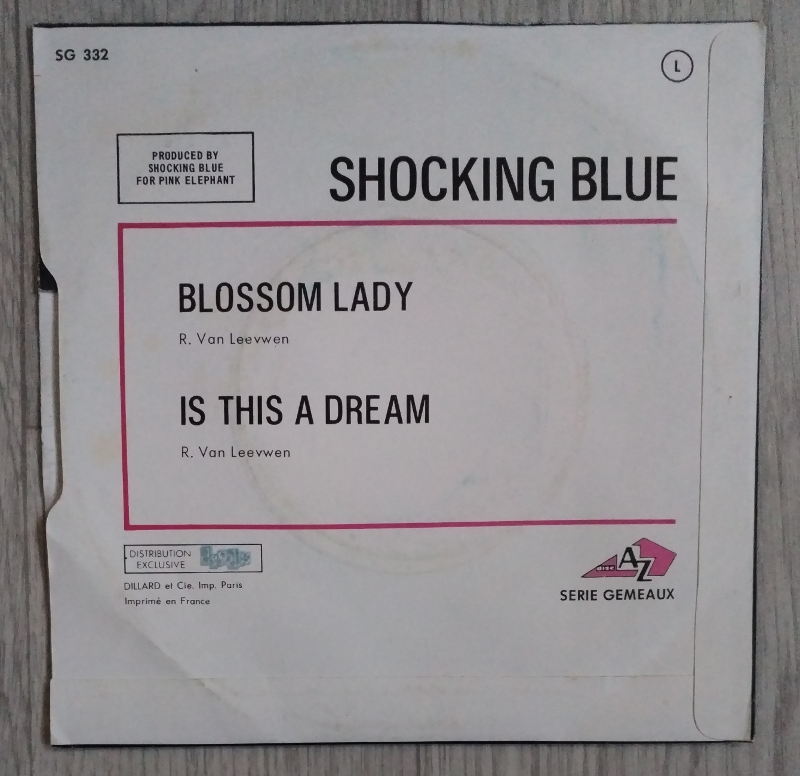 SG 332
L
PRODUCED BY
SHOCKING BLUE
FOR PINK ELEPHANT
SHOCKING BLUE
BLOSSOM LADY
R. Van Leevwen
IS THIS A DREAM
R. Van Leevwen
DISTRIBUTION
EXCLUSIVE
DILLARD et Cie. Imp. Paris
Imprimé en France
DISC AZ
SERIE GEMEAUX